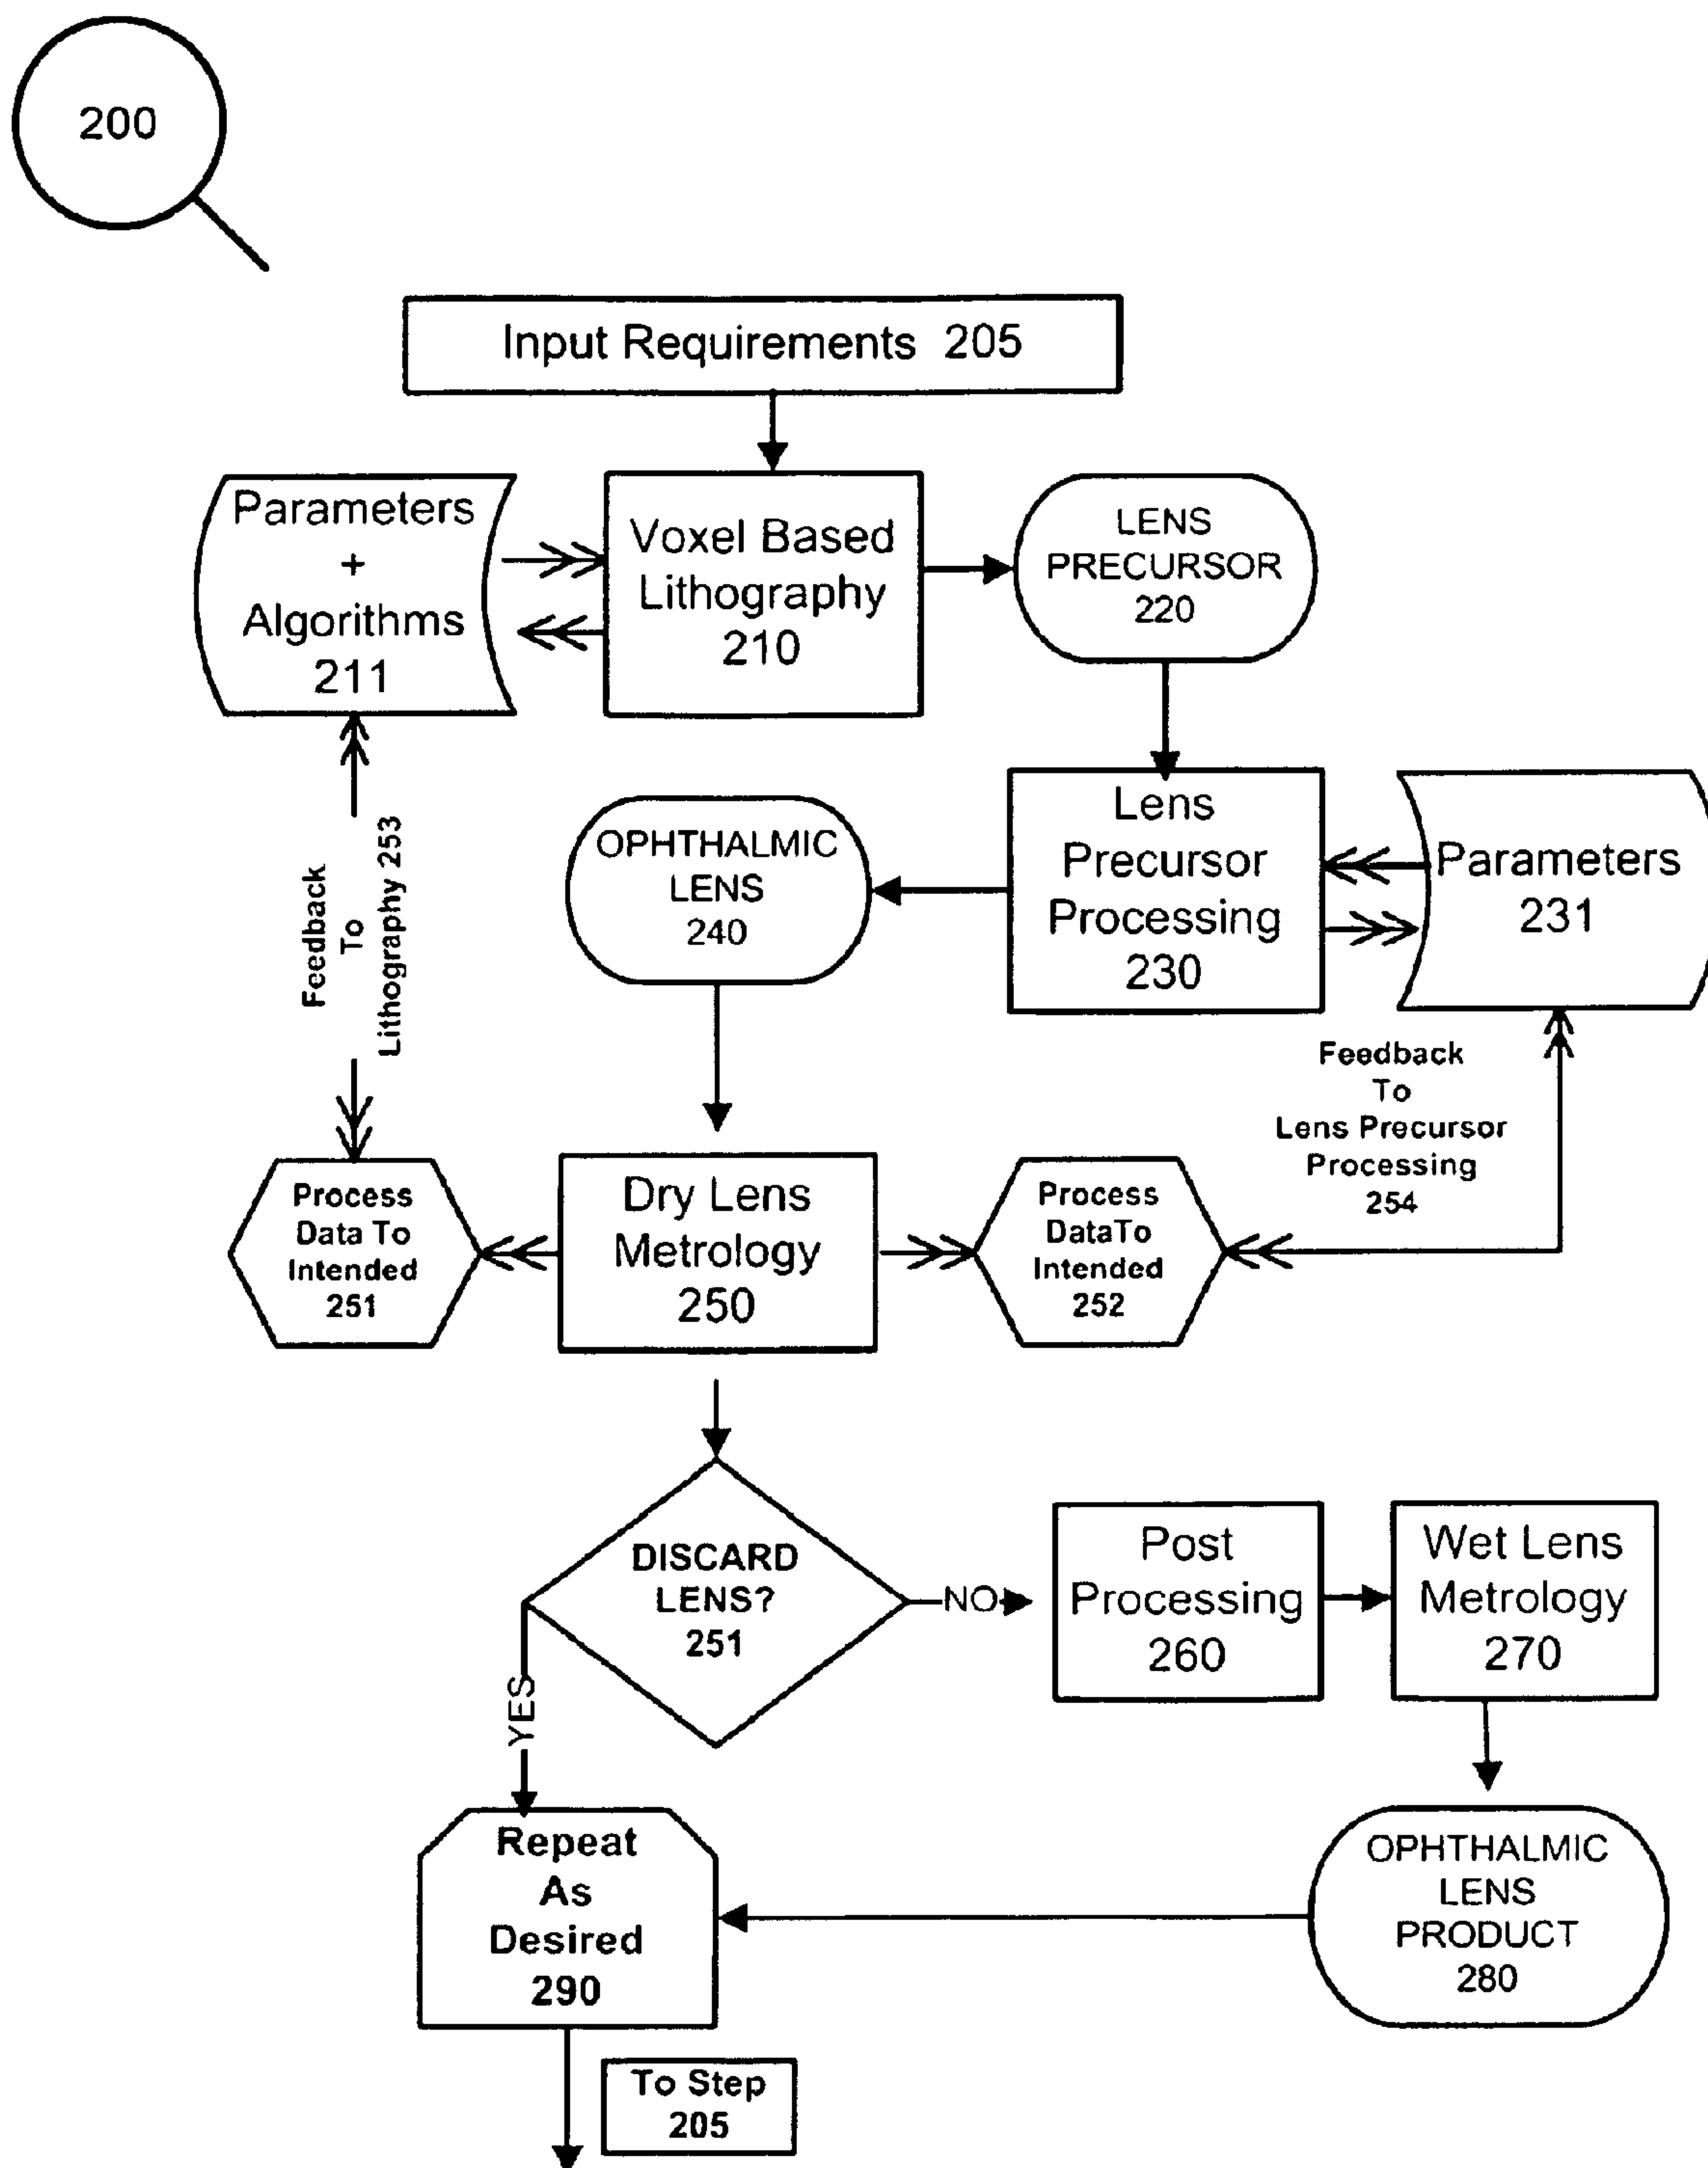 200
Input Requirements 205
Parameters
+
Algorithms
211
Voxel Based
Lithography
210
LENS
PRECURSOR
220
Lens
Precursor
Processing
230
Parameters
231
OPHTHALMIC
LENS
240
Feedback
To
Lithography 253
Feedback
To
Lens Precursor
Processing
254
Process
Data To
Intended
251
Dry Lens
Metrology
250
Process
DataTo
Intended
252
DISCARD
LENS?
251
NO
YES
Post
Processing
260
Wet Lens
Metrology
270
OPHTHALMIC
LENS
PRODUCT
280
Repeat
As
Desired
290
To Step
205